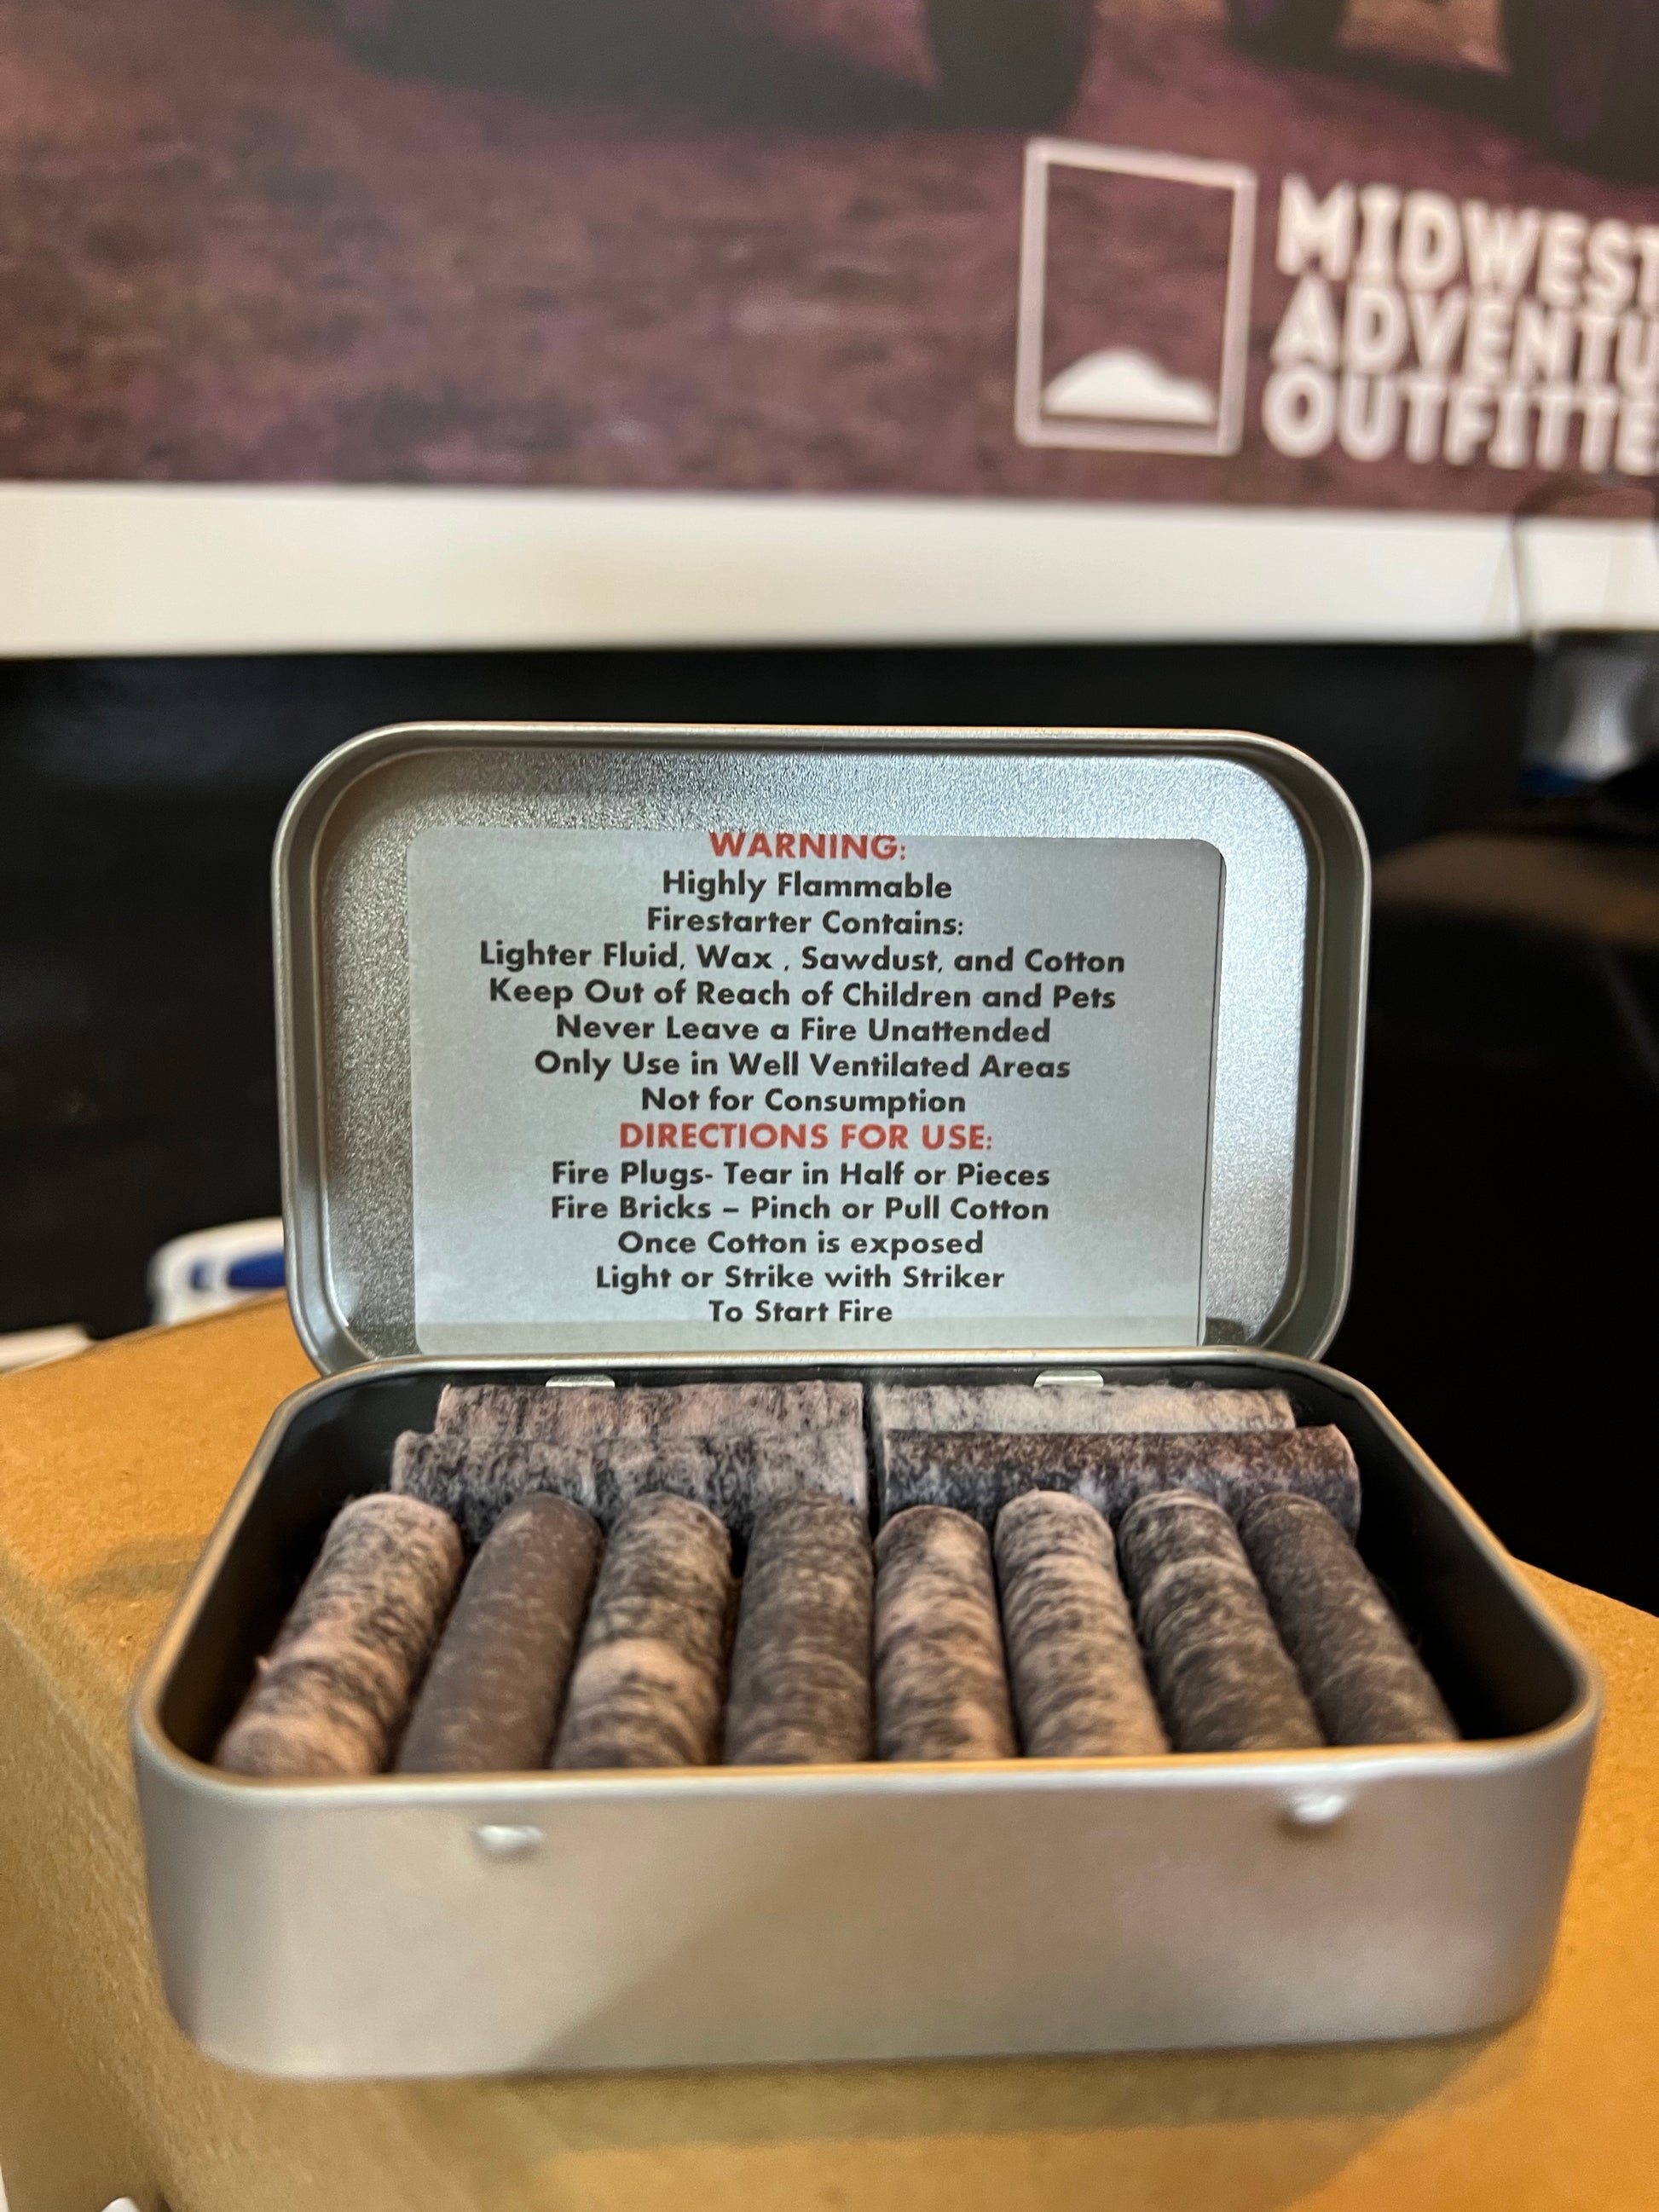 MIDWEST
ADVENTU
OUTFITTE
WARNING:
Highly Flammable
Firestarter Contains:
Lighter Fluid, Wax , Sawdust, and Cotton
Keep Out of Reach of Children and Pets
Never Leave a Fire Unattended
Only Use in Well Ventilated Areas
Not for Consumption
DIRECTIONS FOR USE:
Fire Plugs- Tear in Half or Pieces
Fire Bricks – Pinch or Pull Cotton
Once Cotton is exposed
Light or Strike with Striker
To Start Fire